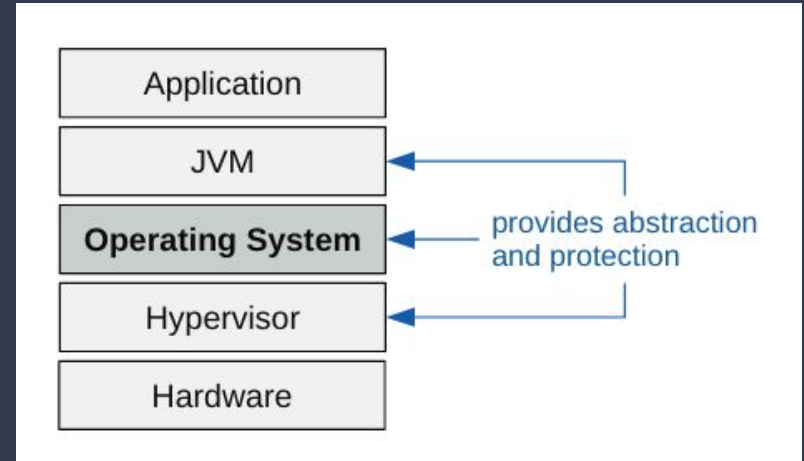 Application
JVM
Operating System
provides abstraction
and protection
Hypervisor
Hardware